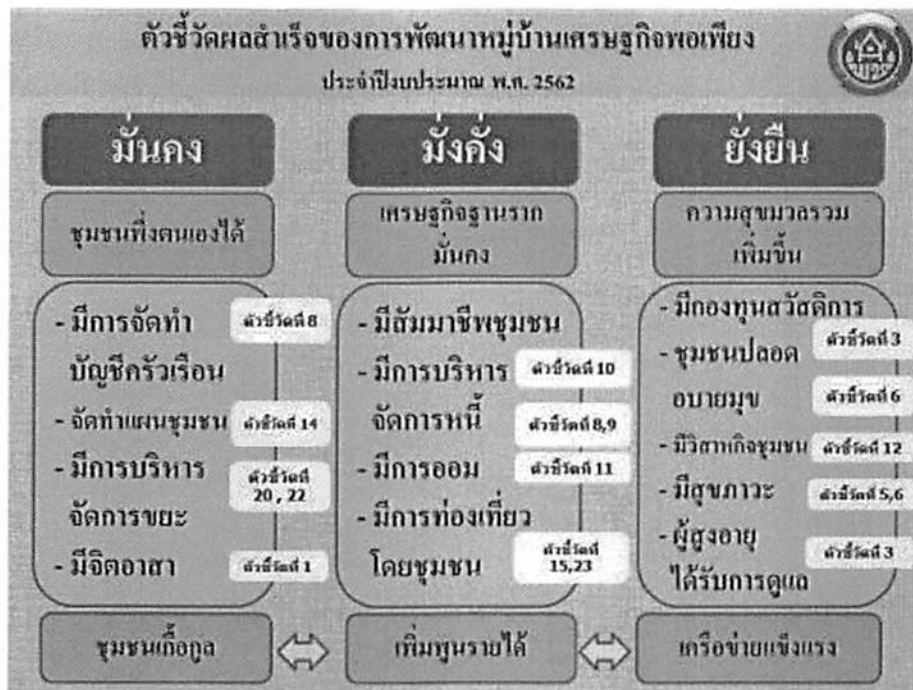 ตัวชี้วัดผลสำเร็จของการพัฒนาหมู่บ้านเศรษฐกิจพอเพียง
ประจำปีงบประมาณ พ.ศ. 2562
มั่นคง
ชุมชนพึ่งตนเองได้
- มีการจัดทำ
ตัวชี้วัดที่ 8
บัญชีครัวเรือน
- จัดทำแผนชุมชน
ตัวชี้วัดที่ 14
- มีการบริหาร
ตัวชี้วัดที่
20 , 22
จัดการขยะ
- มีจิตอาสา
ตัวชี้วัดที่ 1
ชุมชนเกื้อกูล
มั่งคั่ง
เศรษฐกิจฐานราก
มั่นคง
- มีสัมมาชีพชุมชน
- มีการบริหาร
ตัวชี้วัดที่ 10
จัดการหนี้
ตัวชี้วัดที่ 8,9
- มีการออม
ตัวชี้วัดที่ 11
- มีการท่องเที่ยว
โดยชุมชน
ตัวชี้วัดที่
15,23
เพิ่มพูนรายได้
ยั่งยืน
ความสุขมวลรวม
เพิ่มขึ้น
- มีกองทุนสวัสดิการ
ตัวชี้วัดที่ 3
- ชุมชนปลอด
อบายมุข
ตัวชี้วัดที่ 6
- มีวิสาหกิจชุมชน
ตัวชี้วัดที่ 12
- มีสุขภาวะ
ตัวชี้วัดที่ 5,6
- ผู้สูงอายุ
ตัวชี้วัดที่ 3
ได้รับการดูแล
เครือข่ายแข็งแรง